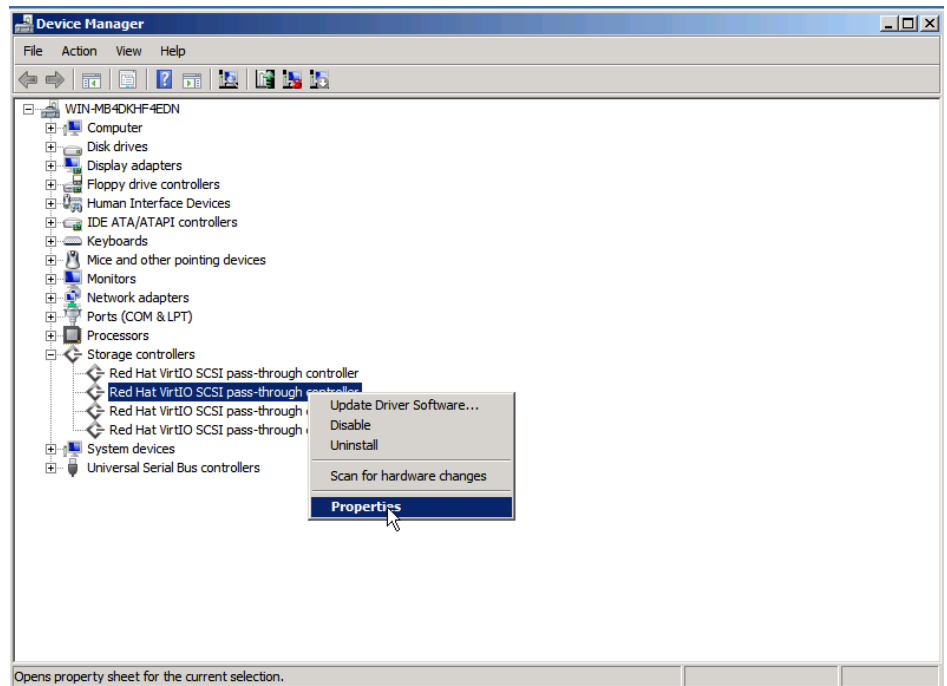 Device Manager
File Action View Help
WIN-MB4DKHF4EDN
Computer
Disk drives
Display adapters
Floppy drive controllers
Human Interface Devices
IDE ATA/ATAPI controllers
Keyboards
Mice and other pointing devices
Monitors
Network adapters
Ports (COM & LPT)
Processors
Storage controllers
Red Hat VirtIO SCSI pass-through controller
Red Hat VirtIO SCSI pass-through controller
Red Hat VirtIO SCSI pass-through
Red Hat VirtIO SCSI pass-through
System devices
Universal Serial Bus controllers
Update Driver Software...
Disable
Uninstall
Scan for hardware changes
Properties
Opens property sheet for the current selection.